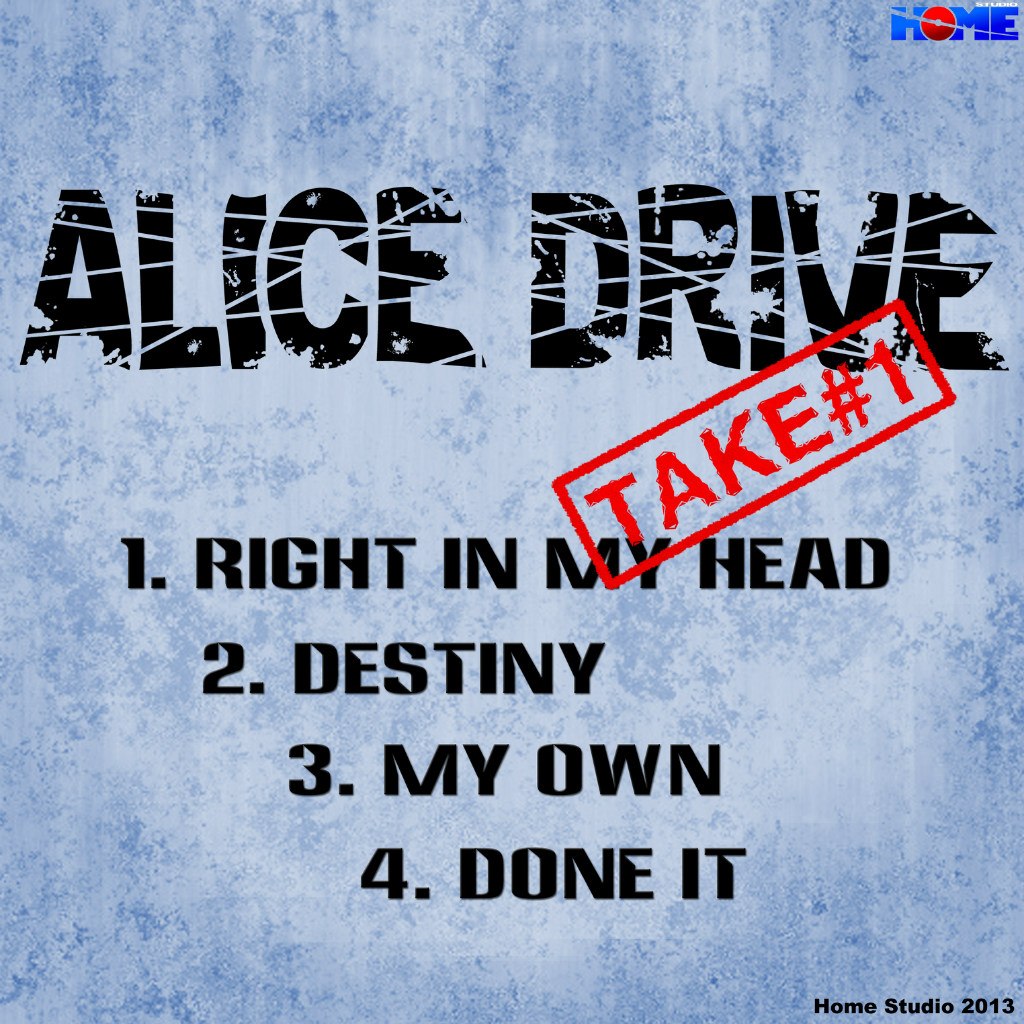 STUDIO
HOME
ALICE DRIVE
TAKE#1
1. RIGHT IN MY HEAD
2. DESTINY
3. MY OWN
4. DONE IT
Home Studio 2013